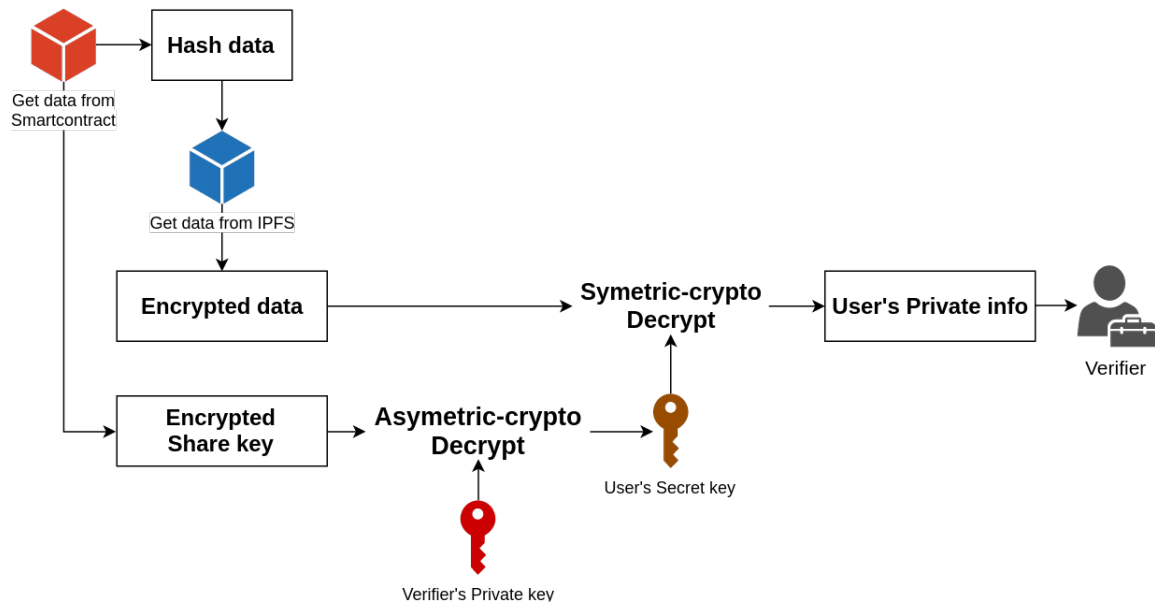 Hash data
Get data from
Smartcontract
Get data from IPFS
Encrypted data
Symetric-crypto
Decrypt
User's Private info
Verifier
Encrypted
Share key
Asymetric-crypto
Decrypt
User's Secret key
Verifier's Private key